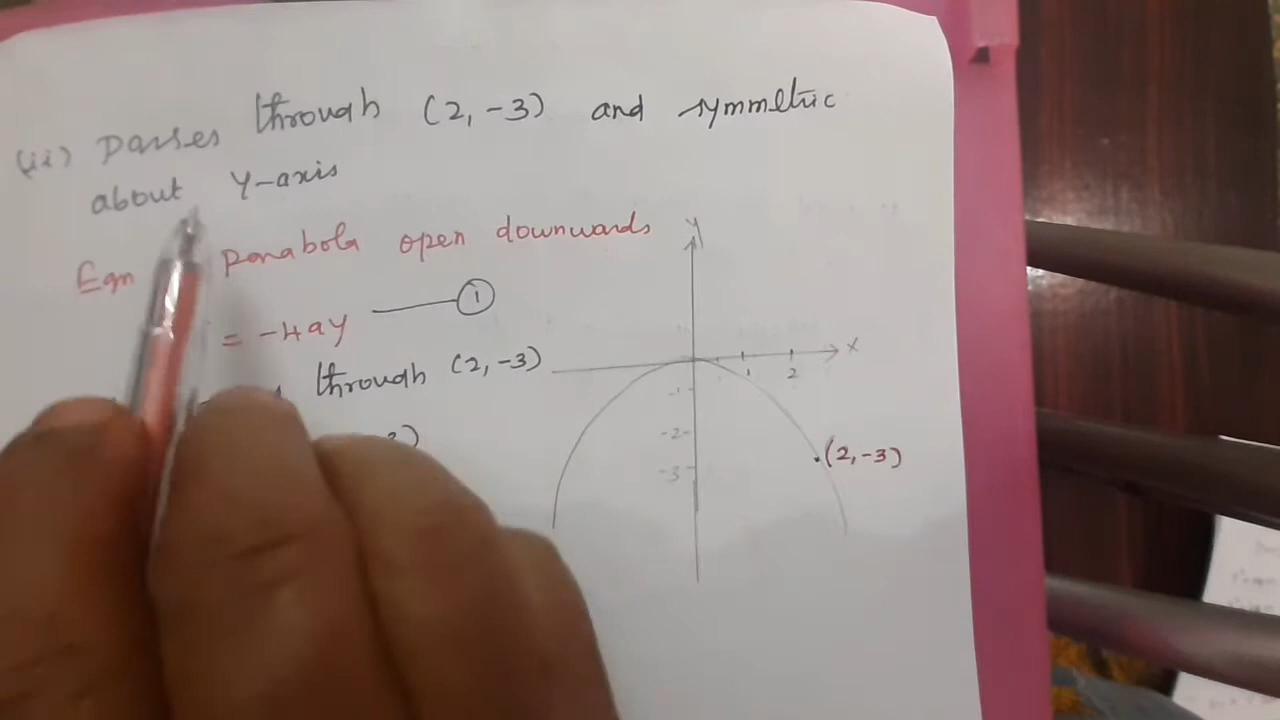 (ii) Passes through (2, -3) and symmetric
about Y-axis
Eqn parabola open downwards
= -4ay ——— ①
through (2, -3)
Y
X
1
2
-1
-2
-3
(2, -3)